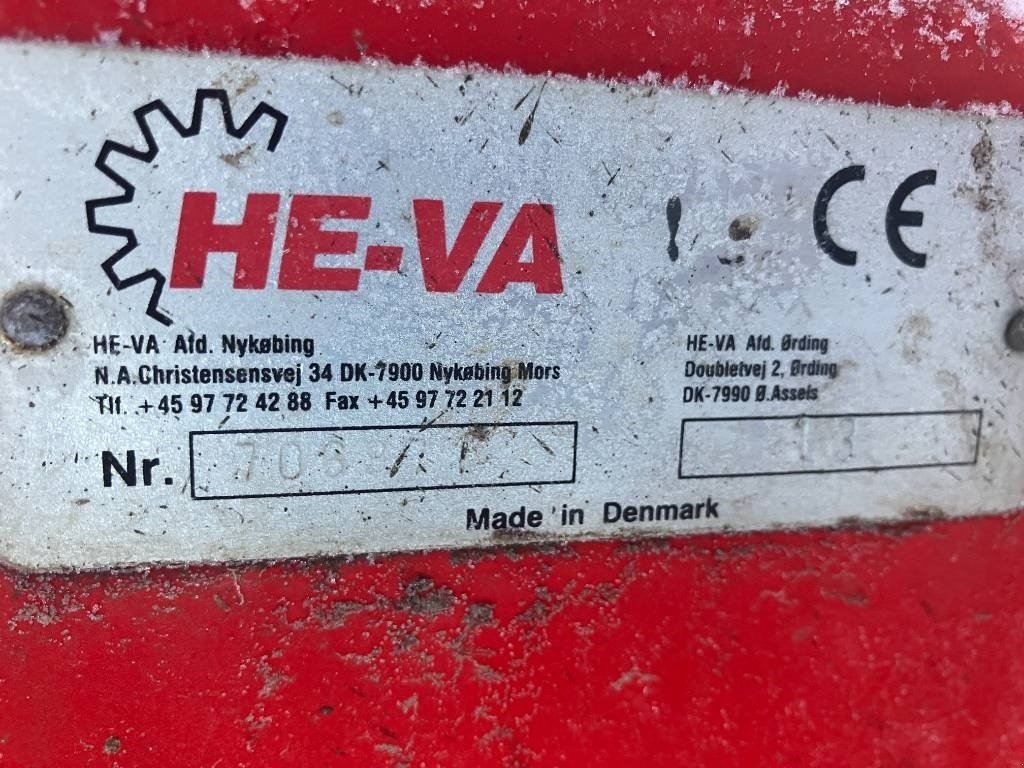 HE-VA CE
HE-VA Afd. Nykøbing
N.A.Christensensvej 34 DK-7900 Nykøbing Mors
Tlf. +45 97 72 42 88 Fax +45 97 72 21 12
HE-VA Afd. Ørding
Doubletvej 2, Ørding
DK-7990 Ø.Assels
Nr.
Made in Denmark